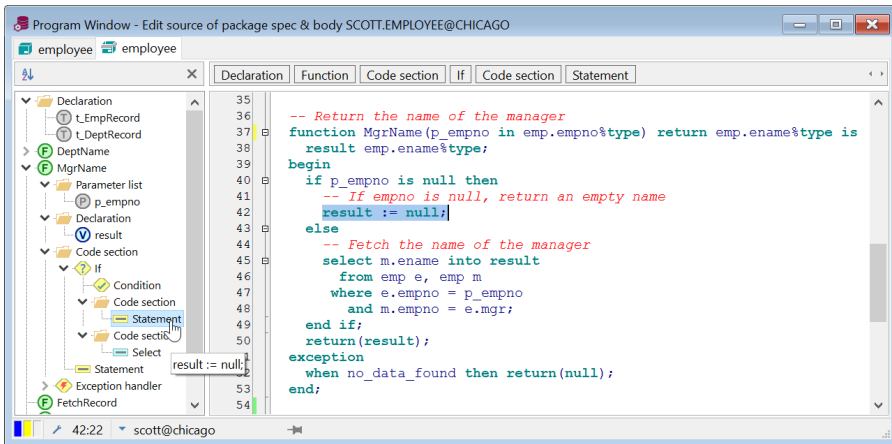 Program Window - Edit source of package spec & body SCOTT.EMPLOYEE@CHICAGO
employee employee
Declaration Function Code section If Code section Statement
Declaration
t_EmpRecord
t_DeptRecord
DeptName
MgrName
Parameter list
p_empno
Declaration
result
Code section
If
Condition
Code section
Statement
Code section
Select
Statement
result := null;
Exception handler
FetchRecord
35
36 -- Return the name of the manager
37 function MgrName(p_empno in emp.empno%type) return emp.ename%type is
38 result emp.ename%type;
39 begin
40 if p_empno is null then
41 -- If empno is null, return an empty name
42 result := null;
43 else
44 -- Fetch the name of the manager
45 select m.ename into result
46 from emp e, emp m
47 where e.empno = p_empno
48 and m.empno = e.mgr;
49 end if;
50 return(result);
exception
when no_data_found then return(null);
53 end;
54
42:22 scott@chicago